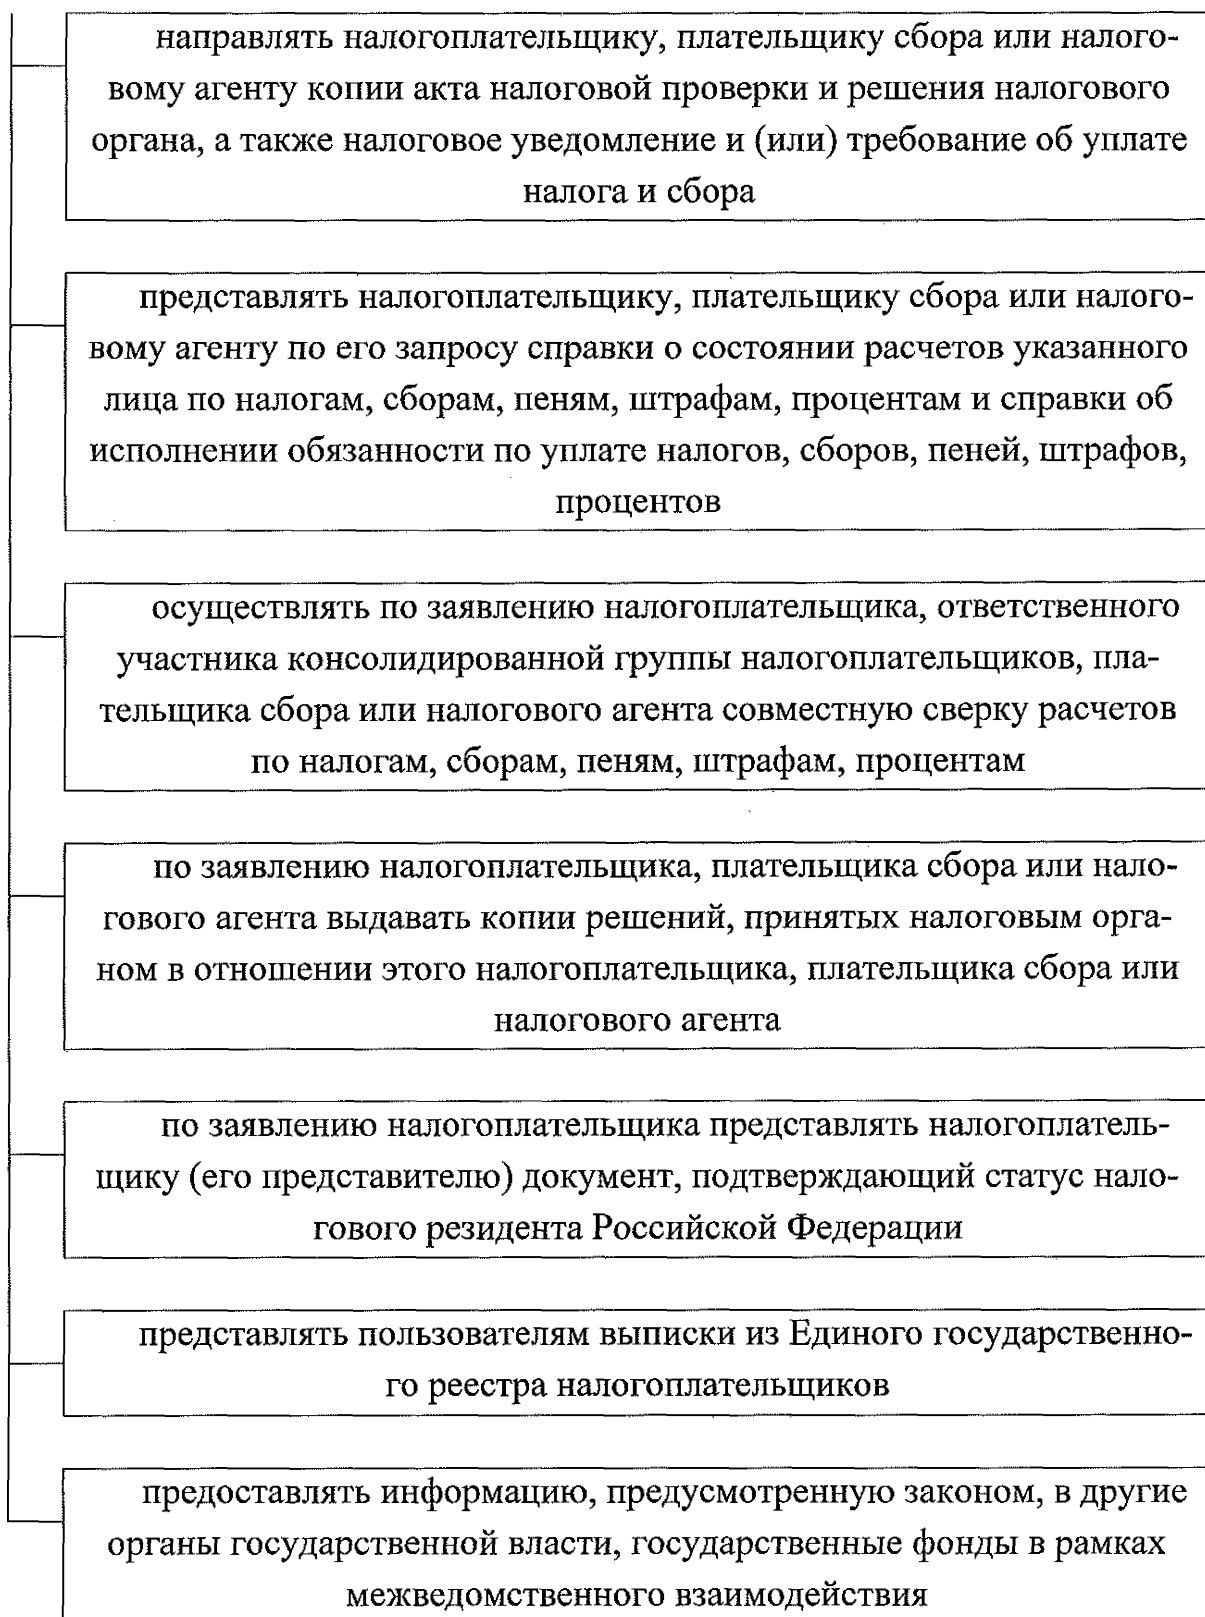 направлять налогоплательщику, плательщику сбора или налого-
вому агенту копии акта налоговой проверки и решения налогового
органа, а также налоговое уведомление и (или) требование об уплате
налога и сбора
представлять налогоплательщику, плательщику сбора или налого-
вому агенту по его запросу справки о состоянии расчетов указанного
лица по налогам, сборам, пеням, штрафам, процентам и справки об
исполнении обязанности по уплате налогов, сборов, пеней, штрафов,
процентов
осуществлять по заявлению налогоплательщика, ответственного
участника консолидированной группы налогоплательщиков, пла-
тельщика сбора или налогового агента совместную сверку расчетов
по налогам, сборам, пеням, штрафам, процентам
по заявлению налогоплательщика, плательщика сбора или нало-
гового агента выдавать копии решений, принятых налоговым орга-
ном в отношении этого налогоплательщика, плательщика сбора или
налогового агента
по заявлению налогоплательщика представлять налогоплатель-
щику (его представителю) документ, подтверждающий статус нало-
гового резидента Российской Федерации
представлять пользователям выписки из Единого государственно-
го реестра налогоплательщиков
предоставлять информацию, предусмотренную законом, в другие
органы государственной власти, государственные фонды в рамках
межведомственного взаимодействия